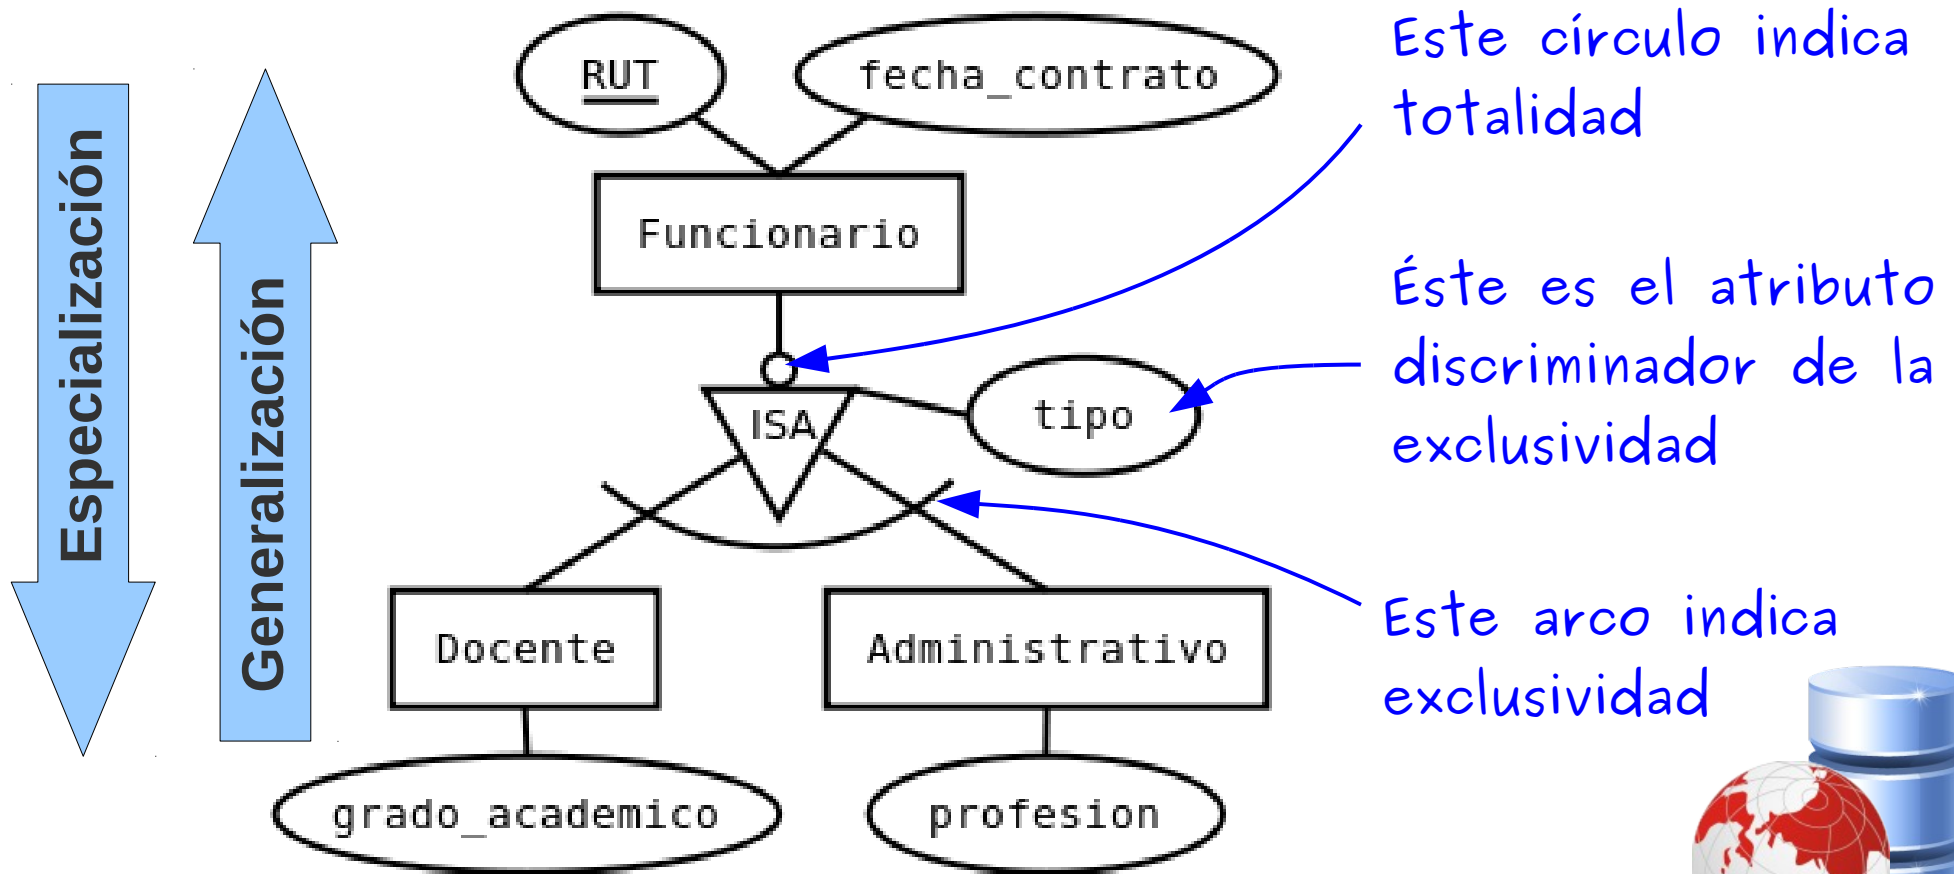 Especialización
Generalización
RUT
fecha_contrato
Funcionario
ISA
tipo
Docente
Administrativo
grado_academico
profesion
Este círculo indica
totalidad
Éste es el atributo
discriminador de la
exclusividad
Este arco indica
exclusividad